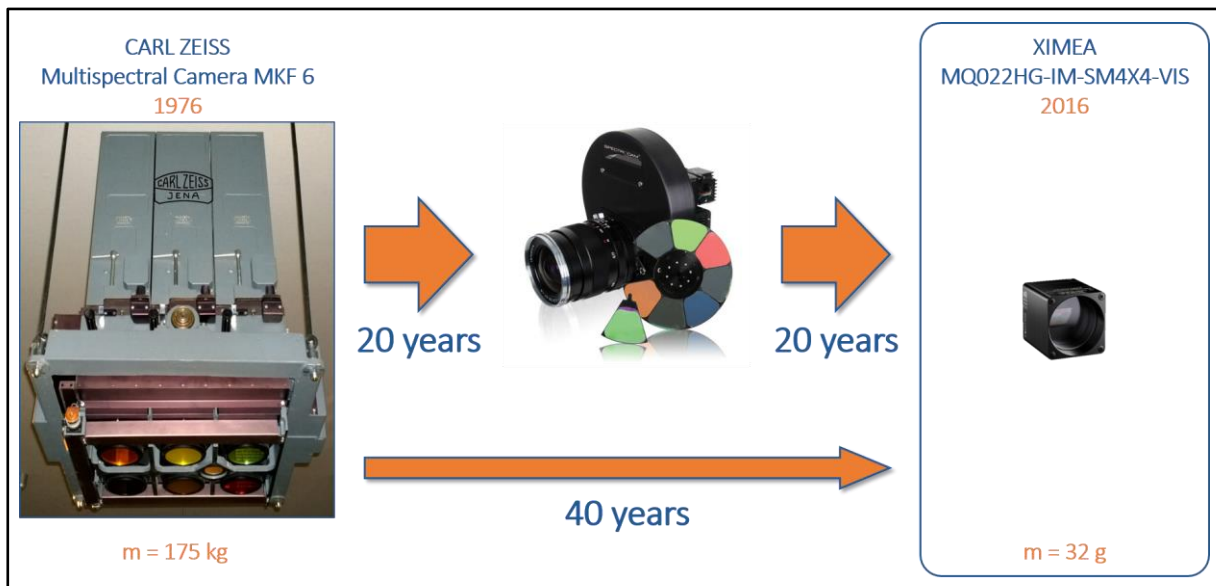 CARL ZEISS
Multispectral Camera MKF 6
1976
XIMEA
MQ022HG-IM-SM4X4-VIS
2016
CARL ZEISS
JENA
SPECTROCAM
20 years
20 years
40 years
m = 175 kg
m = 32 g